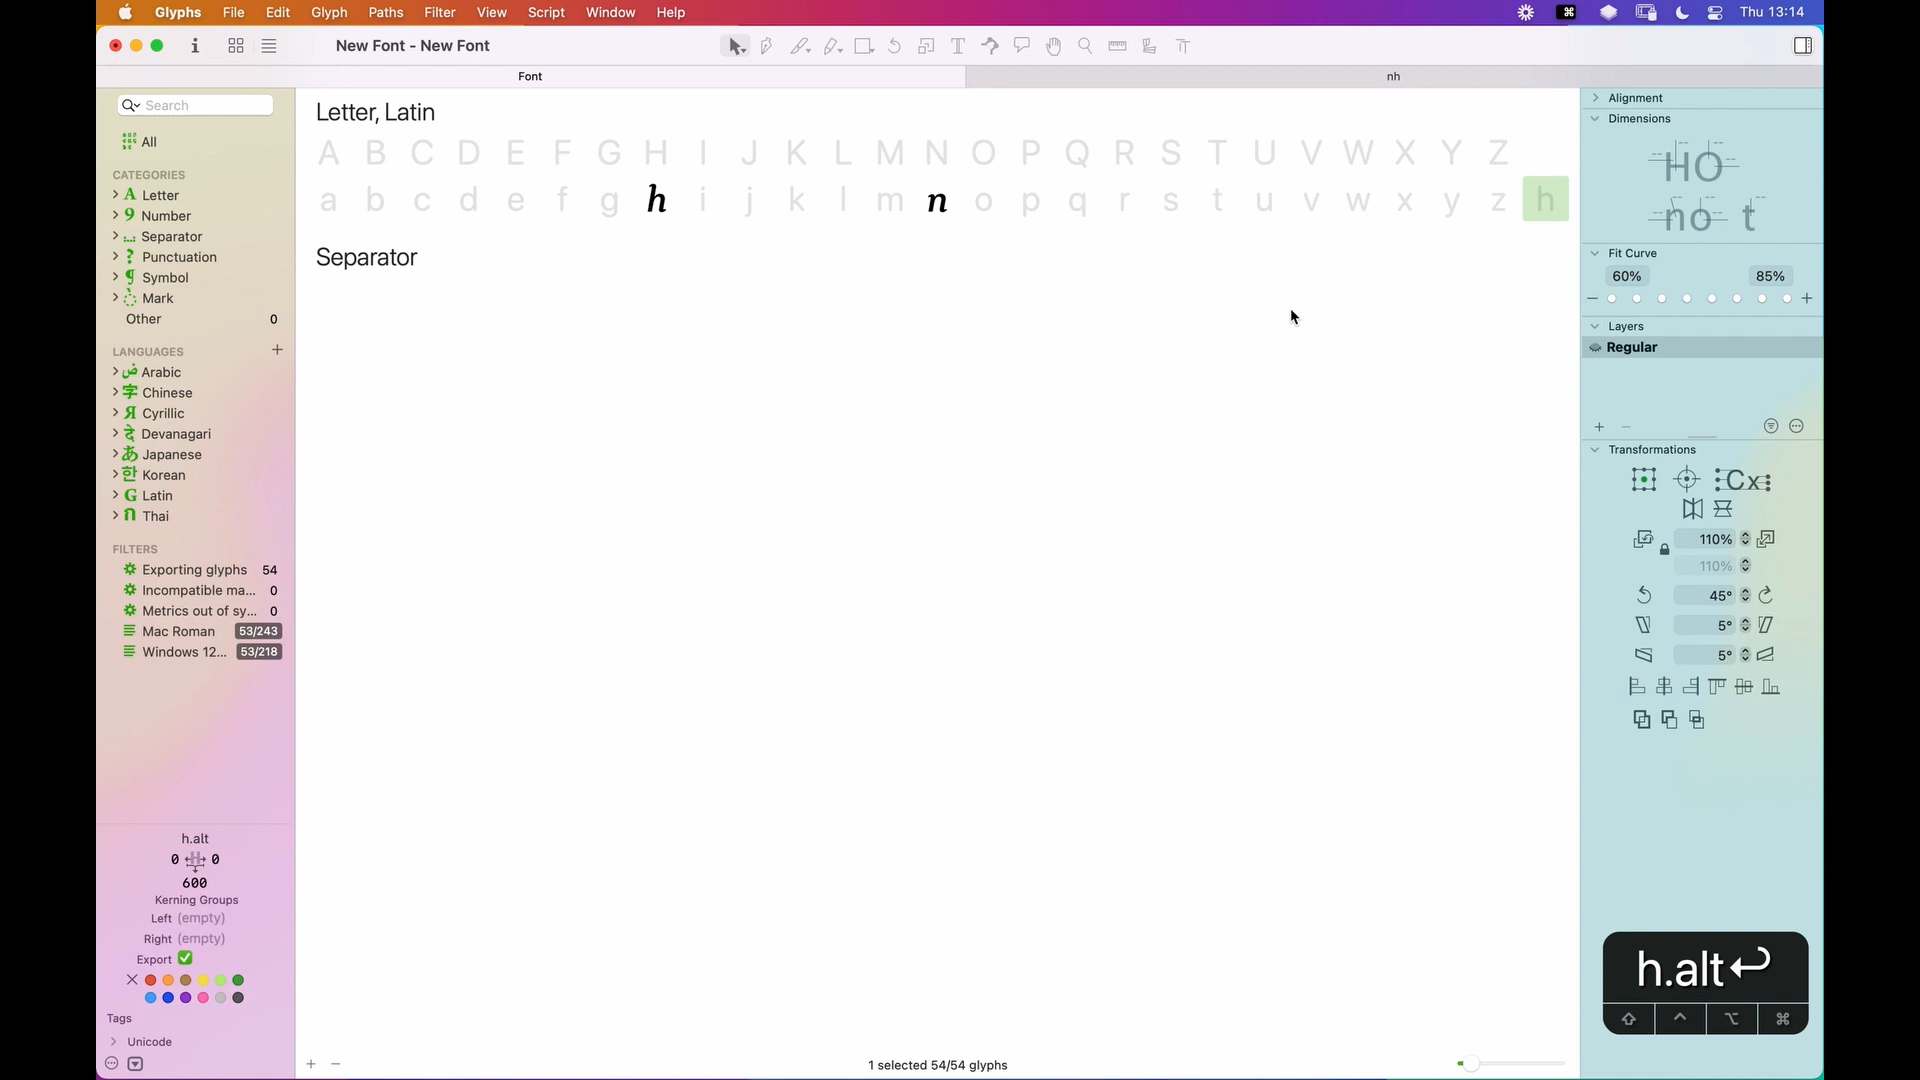 Glyphs File Edit Glyph Paths Filter View Script Window Help Thu 13:14
New Font - New Font
Font nh
Search
All
CATEGORIES
Letter
Number
Separator
Punctuation
Symbol
Mark
Other 0
LANGUAGES
Arabic
Chinese
Cyrillic
Devanagari
Japanese
Korean
Latin
Thai
FILTERS
Exporting glyphs 54
Incompatible ma... 0
Metrics out of sy... 0
Mac Roman 53/243
Windows 12... 53/218
h.alt
0 0
600
Kerning Groups
Left (empty)
Right (empty)
Export
Tags
Unicode
Letter, Latin
A B C D E F G H I J K L M N O P Q R S T U V W X Y Z
a b c d e f g h i j k l m n o p q r s t u v w x y z h
Separator
1 selected 54/54 glyphs
Alignment
Dimensions
HO
no t
Fit Curve
60% 85%
Layers
Regular
Transformations
Cx
110%
110%
45°
5°
5°
h.alt